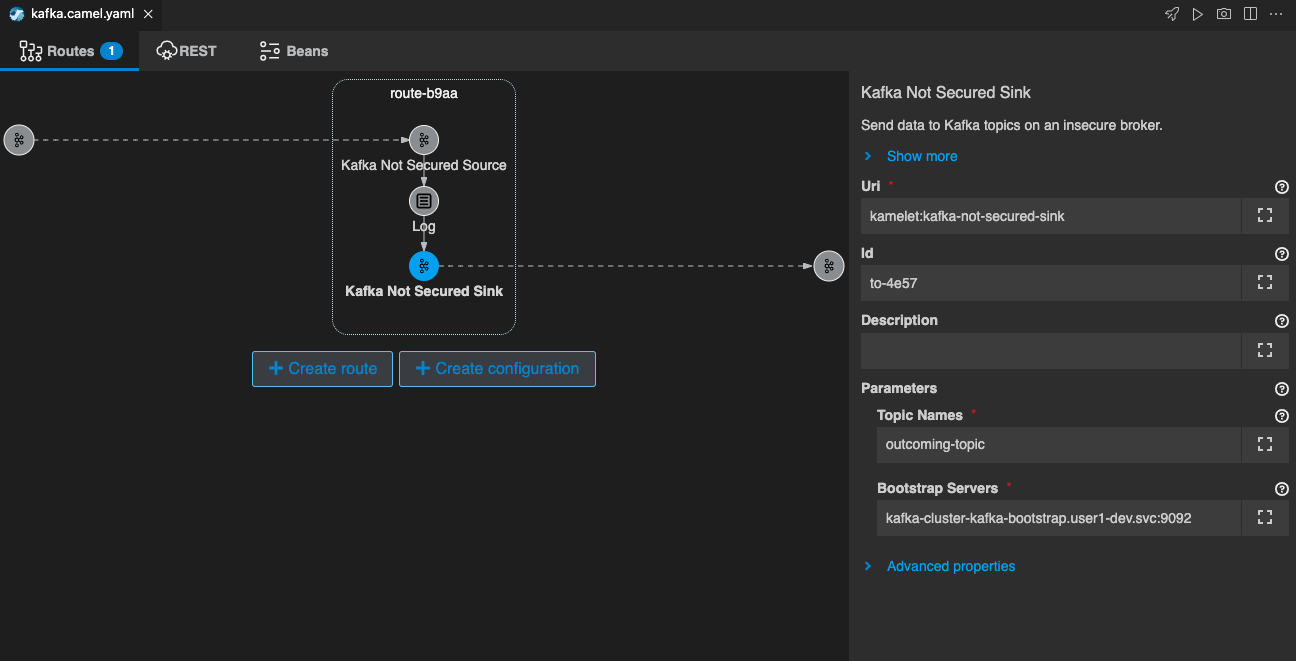 kafka.camel.yaml
Routes 1
REST
Beans
route-b9aa
Kafka Not Secured Source
Log
Kafka Not Secured Sink
Create route
Create configuration
Kafka Not Secured Sink
Send data to Kafka topics on an insecure broker.
Show more
Uri *
kamelet:kafka-not-secured-sink
Id
to-4e57
Description
Parameters
Topic Names *
outcoming-topic
Bootstrap Servers *
kafka-cluster-kafka-bootstrap.user1-dev.svc:9092
Advanced properties